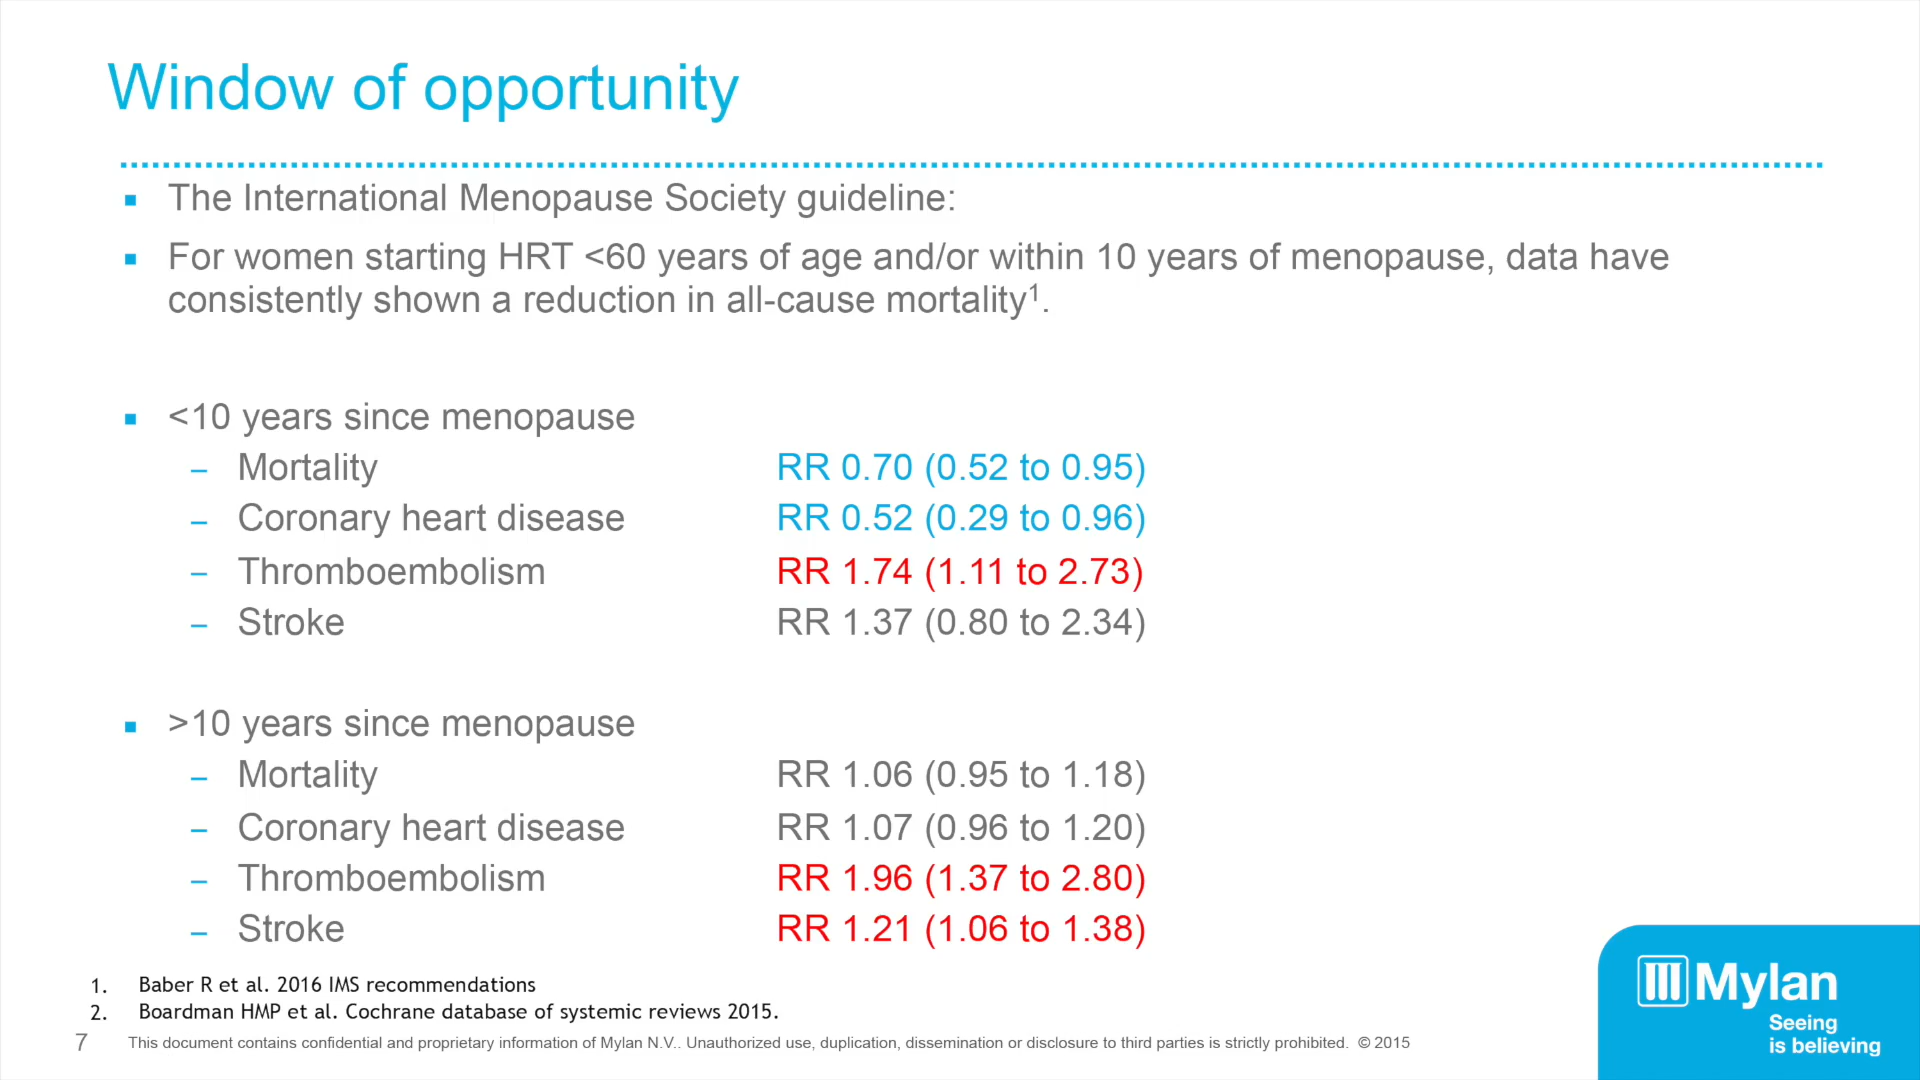 Window of opportunity
▪ The International Menopause Society guideline:
▪ For women starting HRT <60 years of age and/or within 10 years of menopause, data have
consistently shown a reduction in all-cause mortality¹.
▪ <10 years since menopause
– Mortality RR 0.70 (0.52 to 0.95)
– Coronary heart disease RR 0.52 (0.29 to 0.96)
– Thromboembolism RR 1.74 (1.11 to 2.73)
– Stroke RR 1.37 (0.80 to 2.34)
▪ >10 years since menopause
– Mortality RR 1.06 (0.95 to 1.18)
– Coronary heart disease RR 1.07 (0.96 to 1.20)
– Thromboembolism RR 1.96 (1.37 to 2.80)
– Stroke RR 1.21 (1.06 to 1.38)
1. Baber R et al. 2016 IMS recommendations
2. Boardman HMP et al. Cochrane database of systemic reviews 2015.
7 This document contains confidential and proprietary information of Mylan N.V.. Unauthorized use, duplication, dissemination or disclosure to third parties is strictly prohibited. © 2015
Mylan
Seeing
is believing